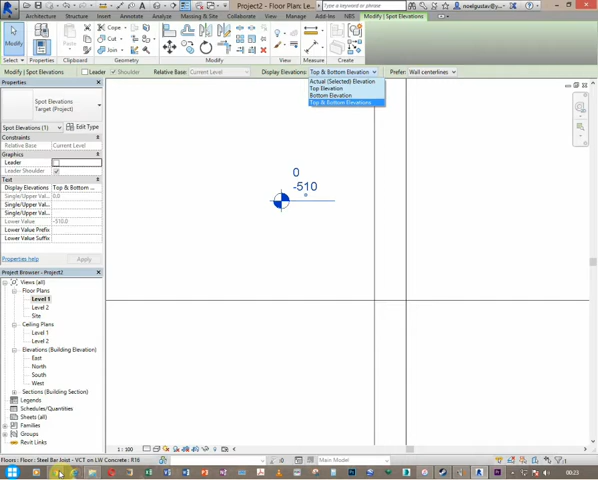 Project2 - Floor Plan: Le...
Type a keyword or phrase
noelgustav@y...
Architecture Structure Systems Insert Annotate Analyze Massing & Site Collaborate View Manage Add-Ins NBS Modify | Spot Elevations
Modify
Cope
Cut
Join
Paste
Select Properties Clipboard Geometry Modify View Measure Create
Modify | Spot Elevations Leader Shoulder Relative Base: Current Level Display Elevations: Top & Bottom Elevation Prefer: Wall centerlines
Actual (Selected) Elevation
Top Elevation
Bottom Elevation
Top & Bottom Elevations
Properties
Spot Elevations
Target (Project)
Spot Elevations (1) Edit Type
Constraints
Relative Base Current Level
Graphics
Leader
Leader Shoulder
Text
Display Elevations Top & Bottom
Single/Upper Val... 0.0
Single/Upper Val...
Single/Upper Val...
Lower Value -510.0
Lower Value Prefix
Lower Value Suffix
Properties help Apply
0
-510
Project Browser - Project2
Views (all)
Floor Plans
Level 1
Level 2
Site
Ceiling Plans
Level 1
Level 2
Elevations (Building Elevation)
East
North
South
West
Sections (Building Section)
Legends
Schedules/Quantities
Sheets (all)
Families
Groups
Revit Links
1 : 100
Floors : Floor : Steel Bar Joist - VCT on LW Concrete : R16
:0
Main Model
00:23